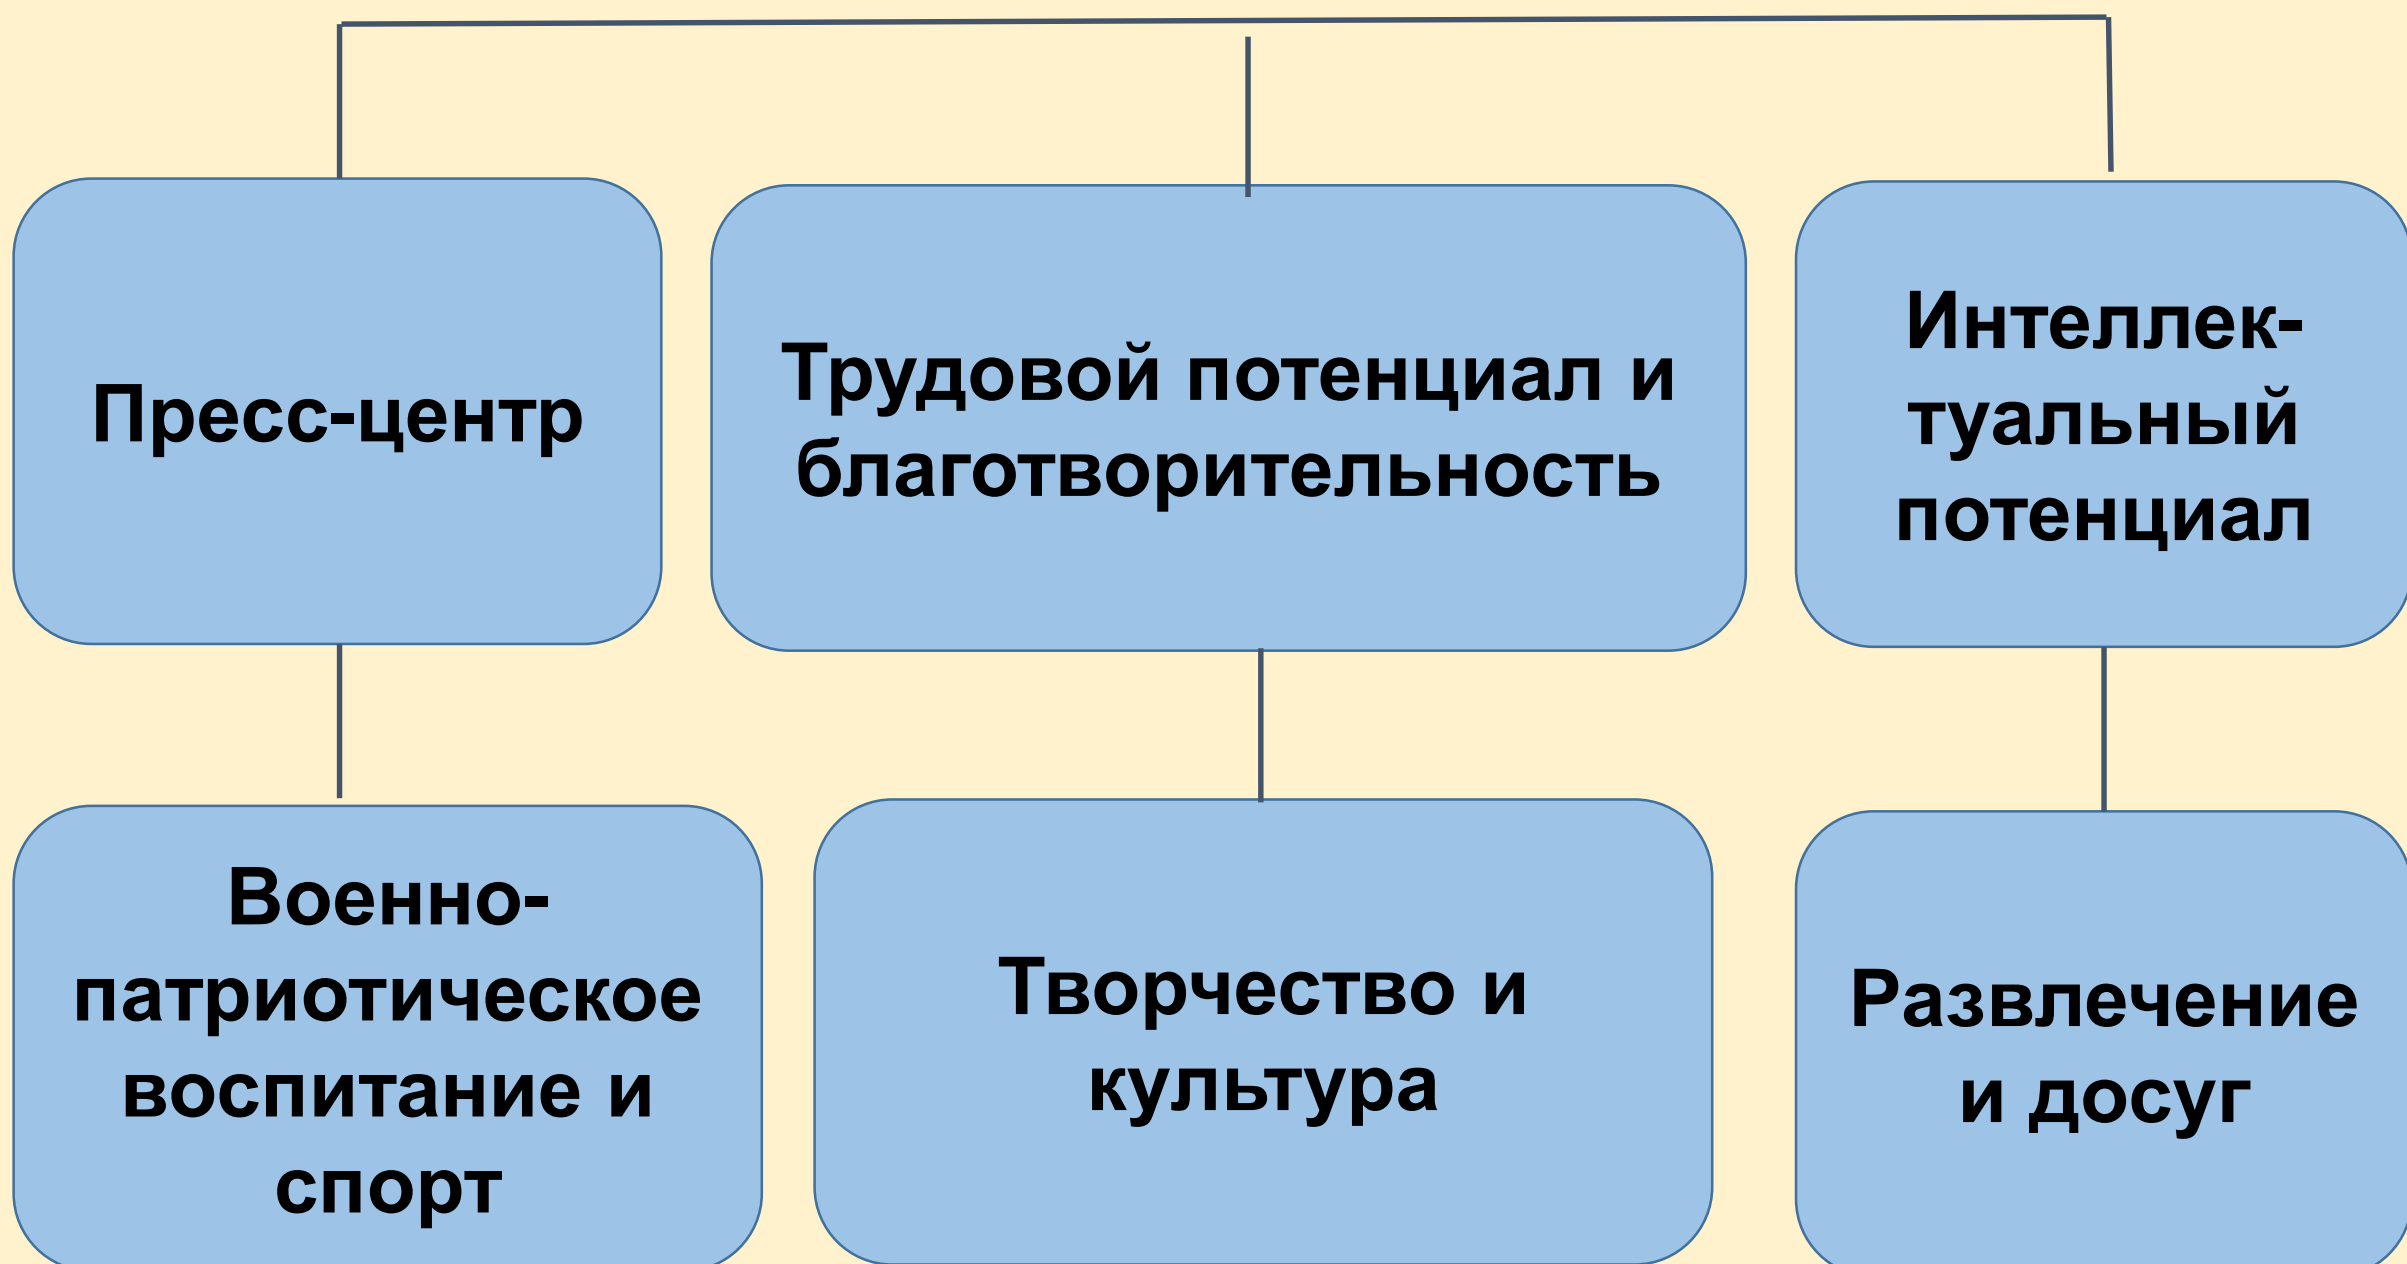 Пресс-центр
Трудовой потенциал и
благотворительность
Интеллек-
туальный
потенциал
Военно-
патриотическое
воспитание и
спорт
Творчество и
культура
Развлечение
и досуг